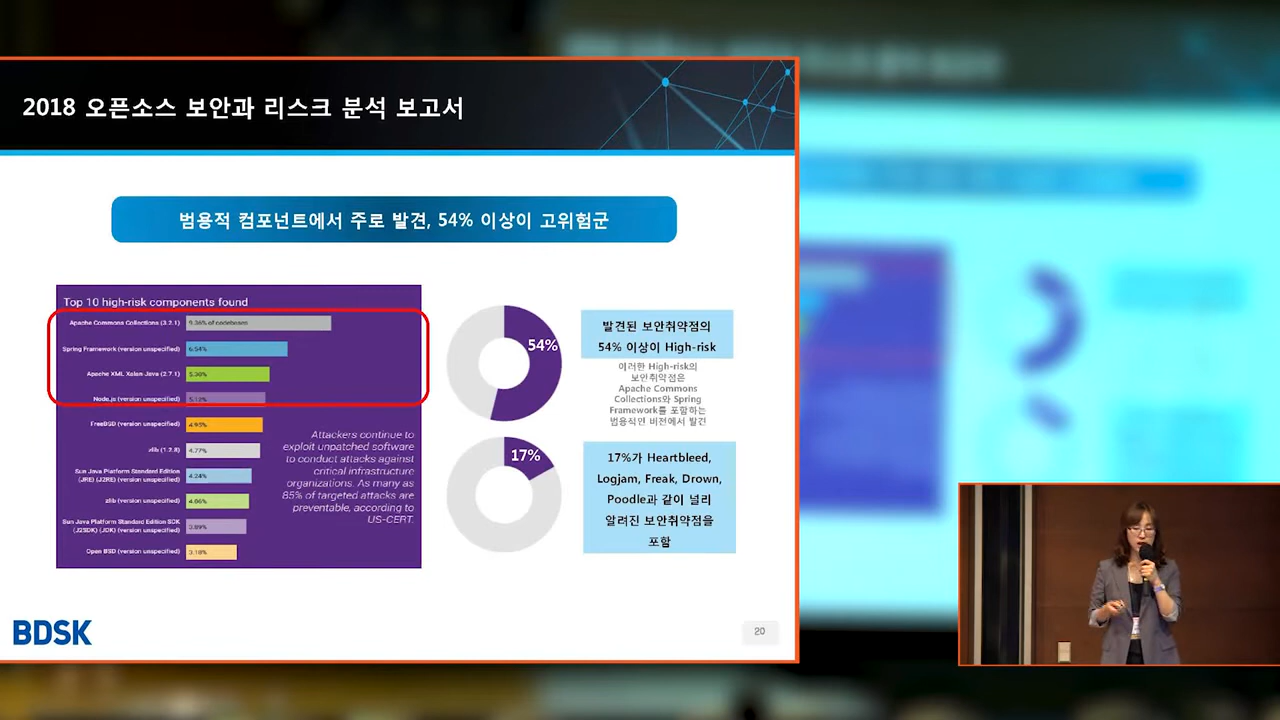 2018 오픈소스 보안과 리스크 분석 보고서
범용적 컴포넌트에서 주로 발견, 54% 이상이 고위험군
Top 10 high-risk components found
Apache Commons Collections (3.2.1) 9.36% of codebases
Spring Framework (version unspecified) 6.54%
Apache XML Xalan-Java (2.7.1) 5.38%
Node.js (version unspecified) 5.12%
FreeBSD (version unspecified) 4.95%
zlib (1.2.8) 4.77%
Sun Java Platform Standard Edition
(JRE) (J2RE) (version unspecified) 4.24%
zlib (version unspecified) 4.06%
Sun Java Platform Standard Edition SDK
(J2SDK) (JDK) (version unspecified) 3.89%
Open BSD (version unspecified) 3.18%
Attackers continue to
exploit unpatched software
to conduct attacks against
critical infrastructure
organizations. As many as
85% of targeted attacks are
preventable, according to
US-CERT.
54%
발견된 보안취약점의
54% 이상이 High-risk
이러한 High-risk의
보안취약점은
Apache Commons
Collections와 Spring
Framework를 포함하는
범용적인 버전에서 발견
17%
17%가 Heartbleed,
Logjam, Freak, Drown,
Poodle과 같이 널리
알려진 보안취약점을
포함
BDSK
20